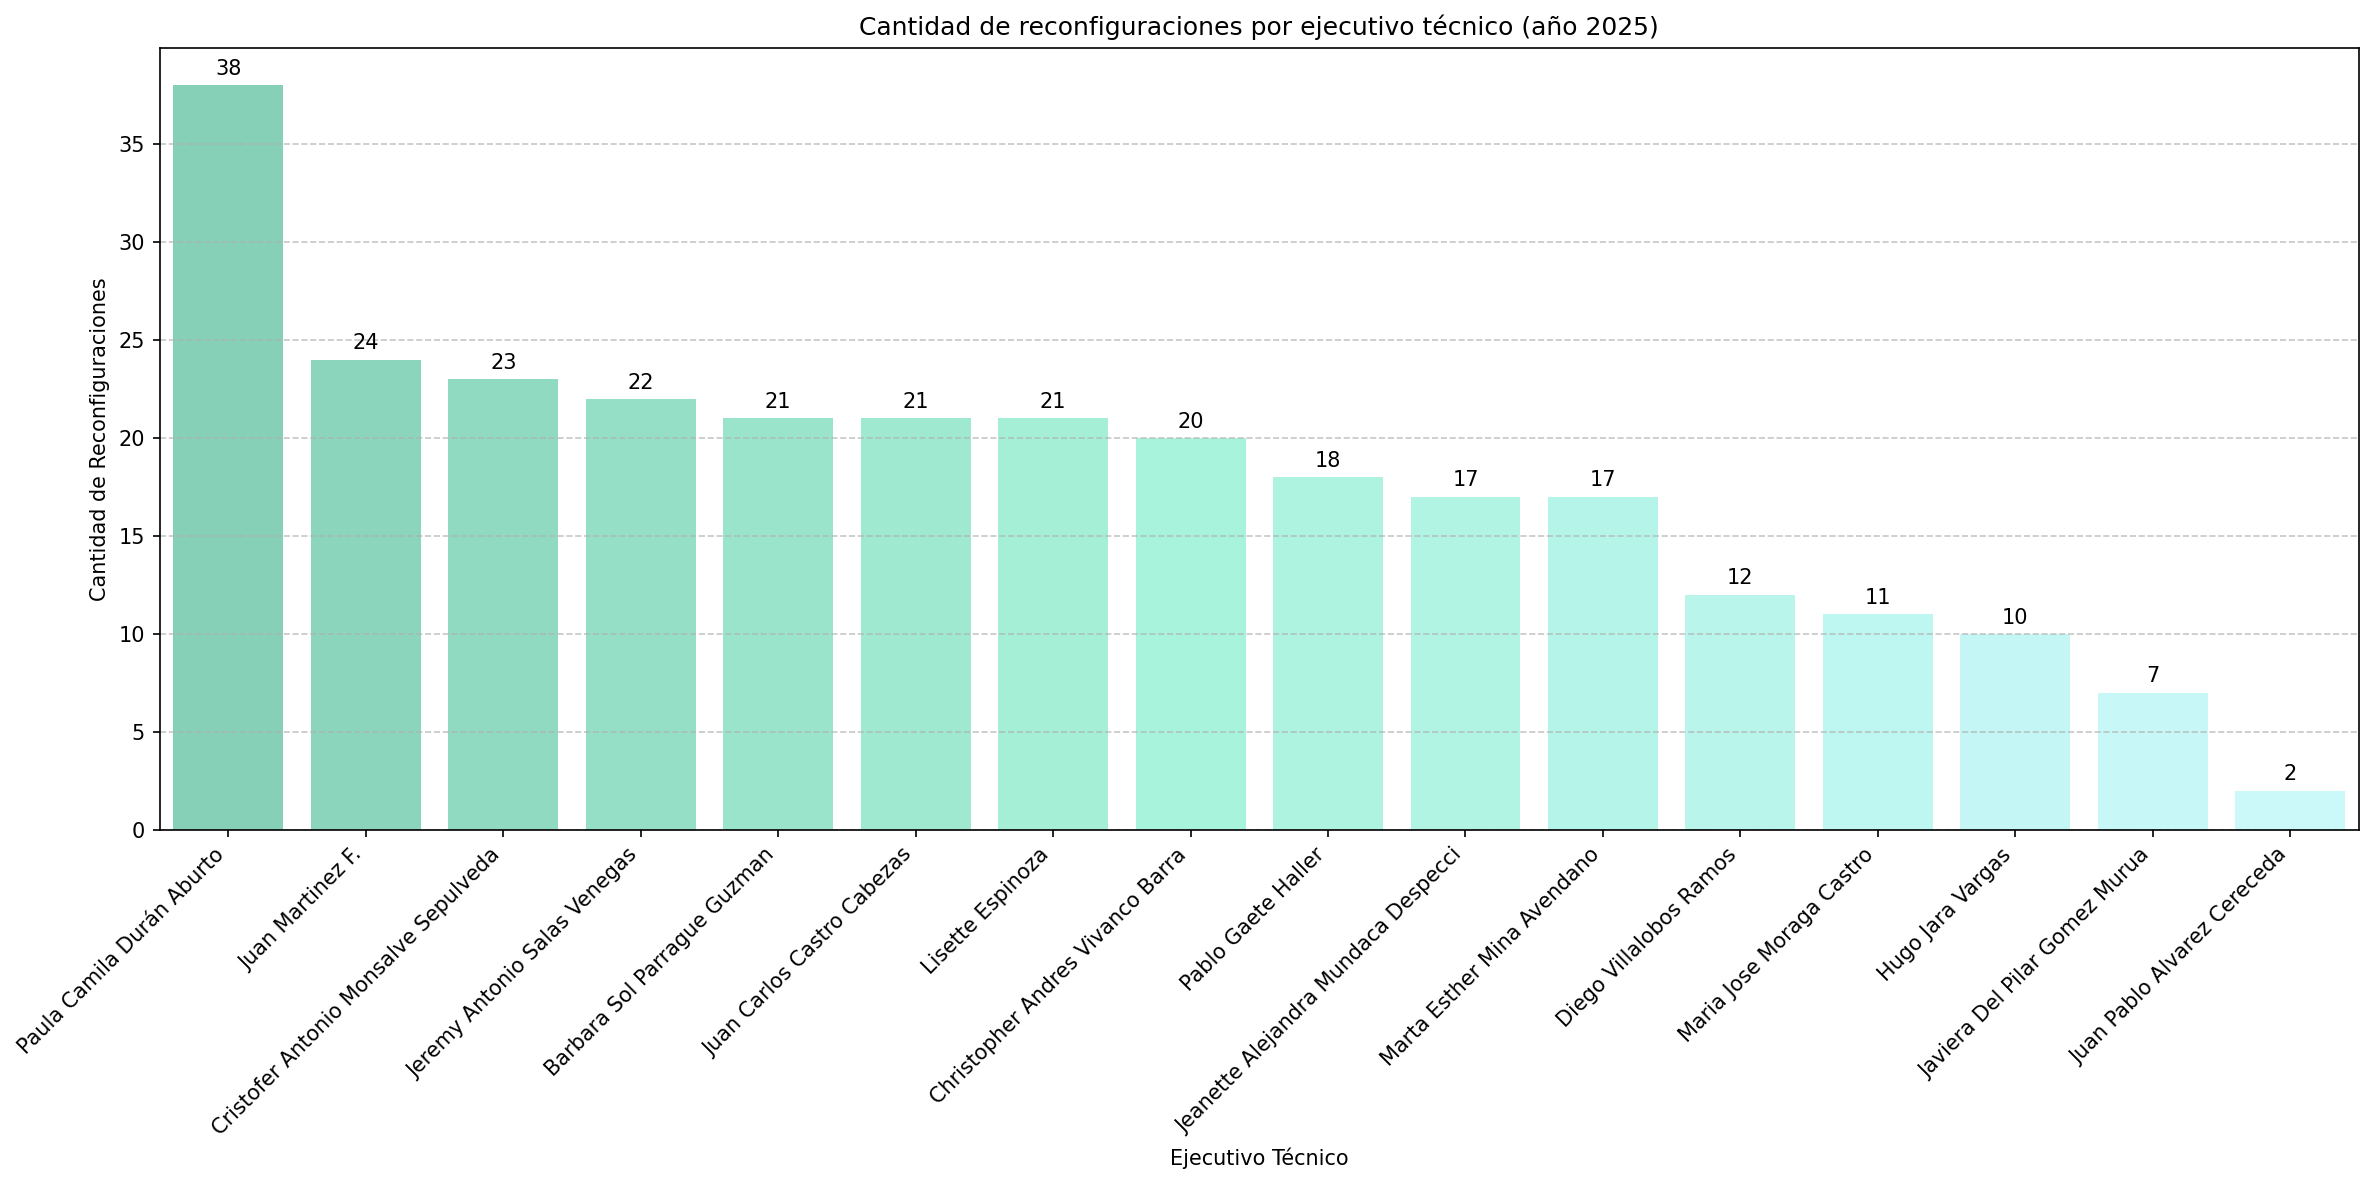 Cantidad de reconfiguraciones por ejecutivo técnico (año 2025)
Cantidad de Reconfiguraciones
35
30
25
20
15
10
5
0
38
24
23
22
21
21
21
20
18
17
17
12
11
10
7
2
Paula Camila Durán Aburto
Juan Martinez F.
Cristofer Antonio Monsalve Sepulveda
Jeremy Antonio Salas Venegas
Barbara Sol Parrague Guzman
Juan Carlos Castro Cabezas
Lisette Espinoza
Christopher Andres Vivanco Barra
Pablo Gaete Haller
Jeanette Alejandra Mundaca Despecci
Marta Esther Mina Avendano
Diego Villalobos Ramos
Maria Jose Moraga Castro
Hugo Jara Vargas
Javiera Del Pilar Gomez Murua
Juan Pablo Alvarez Cereceda
Ejecutivo Técnico